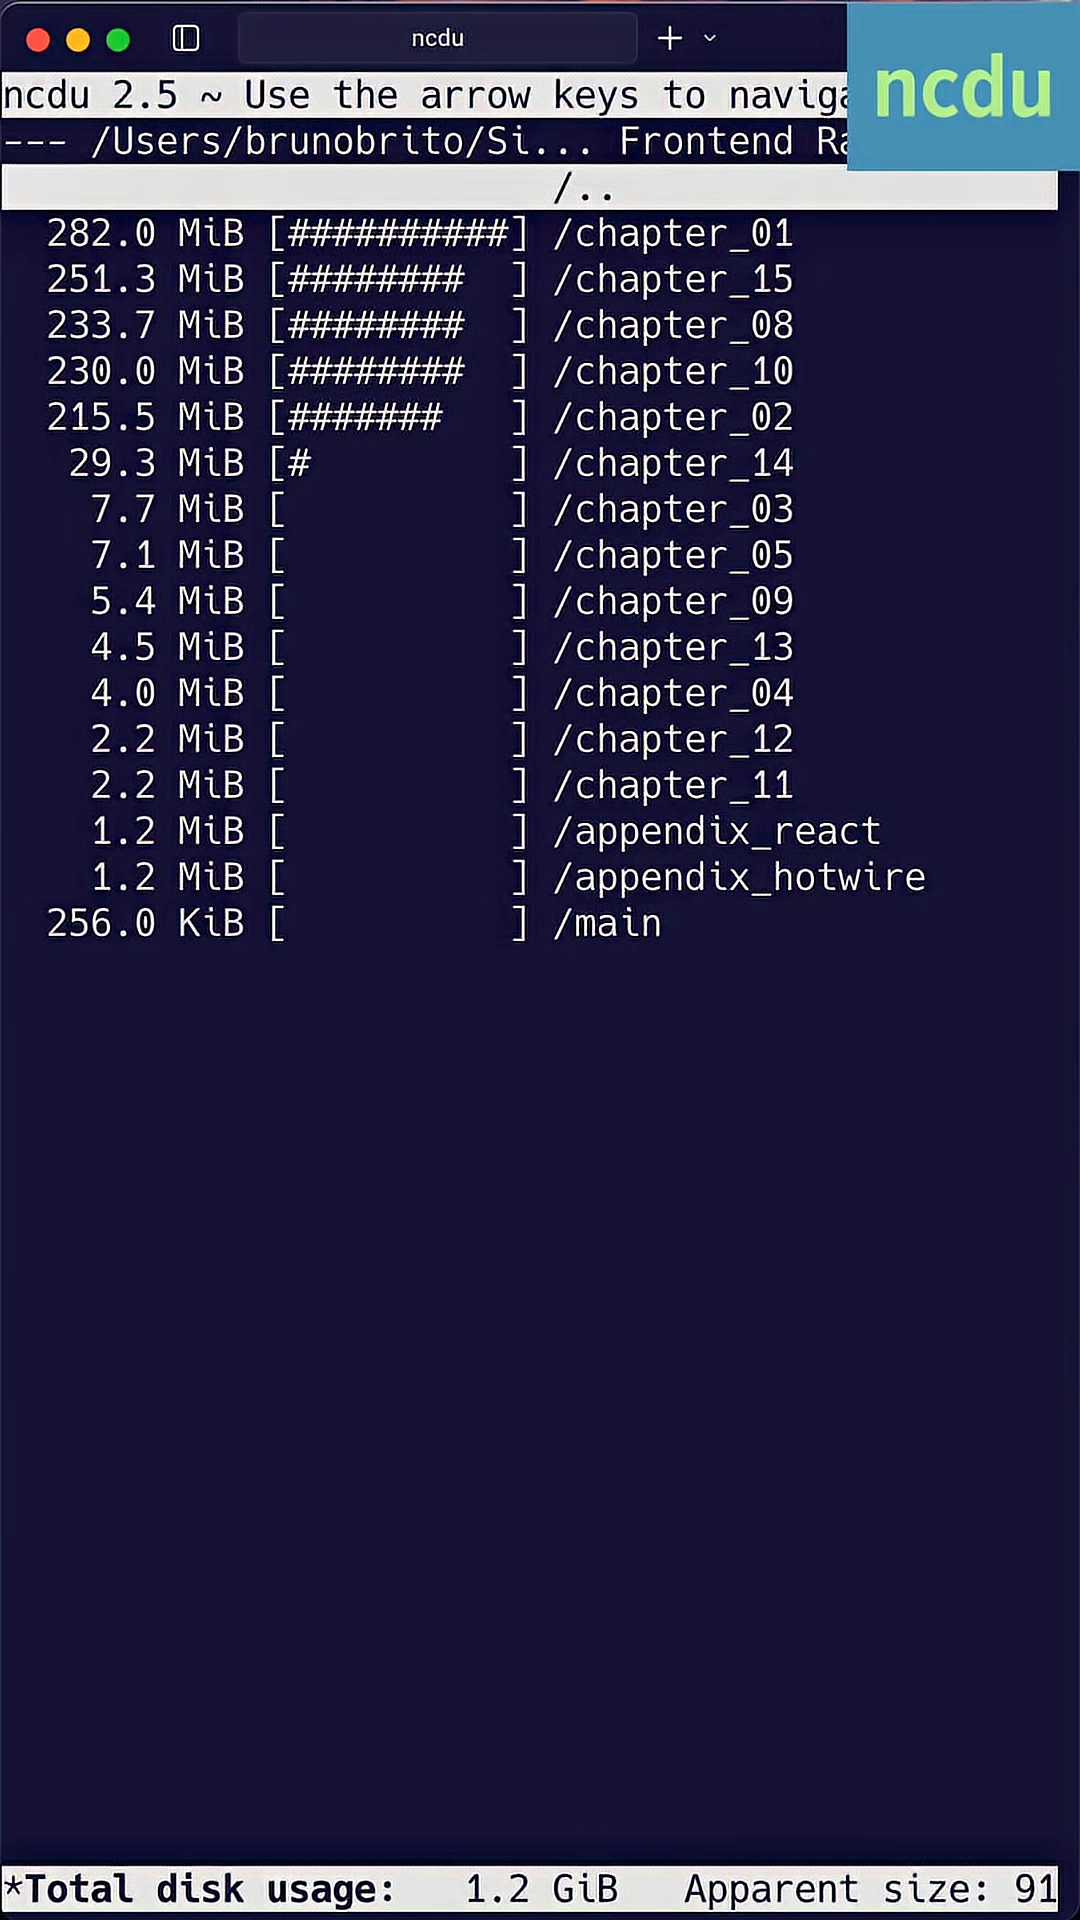 ncdu
ncdu
ncdu 2.5 ~ Use the arrow keys to
--- /Users/brunobrito/Si... Frontend
/..
282.0 MiB [##########] /chapter_01
251.3 MiB [########  ] /chapter_15
233.7 MiB [########  ] /chapter_08
230.0 MiB [########  ] /chapter_10
215.5 MiB [#######   ] /chapter_02
29.3 MiB [#         ] /chapter_14
7.7 MiB [          ] /chapter_03
7.1 MiB [          ] /chapter_05
5.4 MiB [          ] /chapter_09
4.5 MiB [          ] /chapter_13
4.0 MiB [          ] /chapter_04
2.2 MiB [          ] /chapter_12
2.2 MiB [          ] /chapter_11
1.2 MiB [          ] /appendix_react
1.2 MiB [          ] /appendix_hotwire
256.0 KiB [          ] /main
*Total disk usage:   1.2 GiB   Apparent size: 91